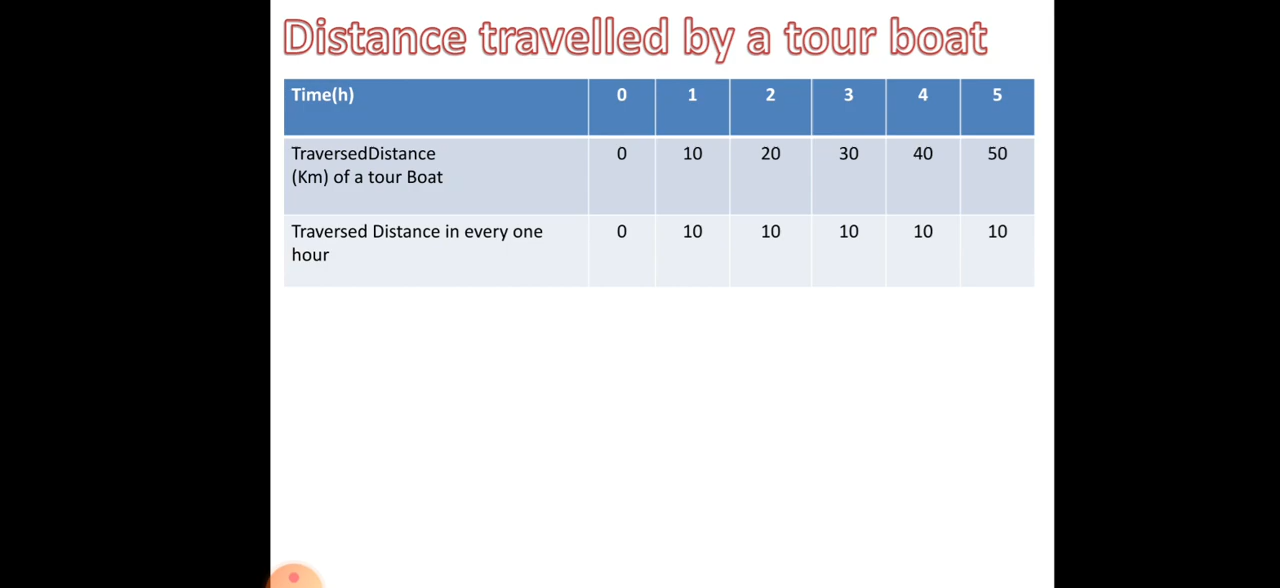 Distance travelled by a tour boat
Time(h) 0 1 2 3 4 5
TraversedDistance 0 10 20 30 40 50
(Km) of a tour Boat
Traversed Distance in every one 0 10 10 10 10 10
hour